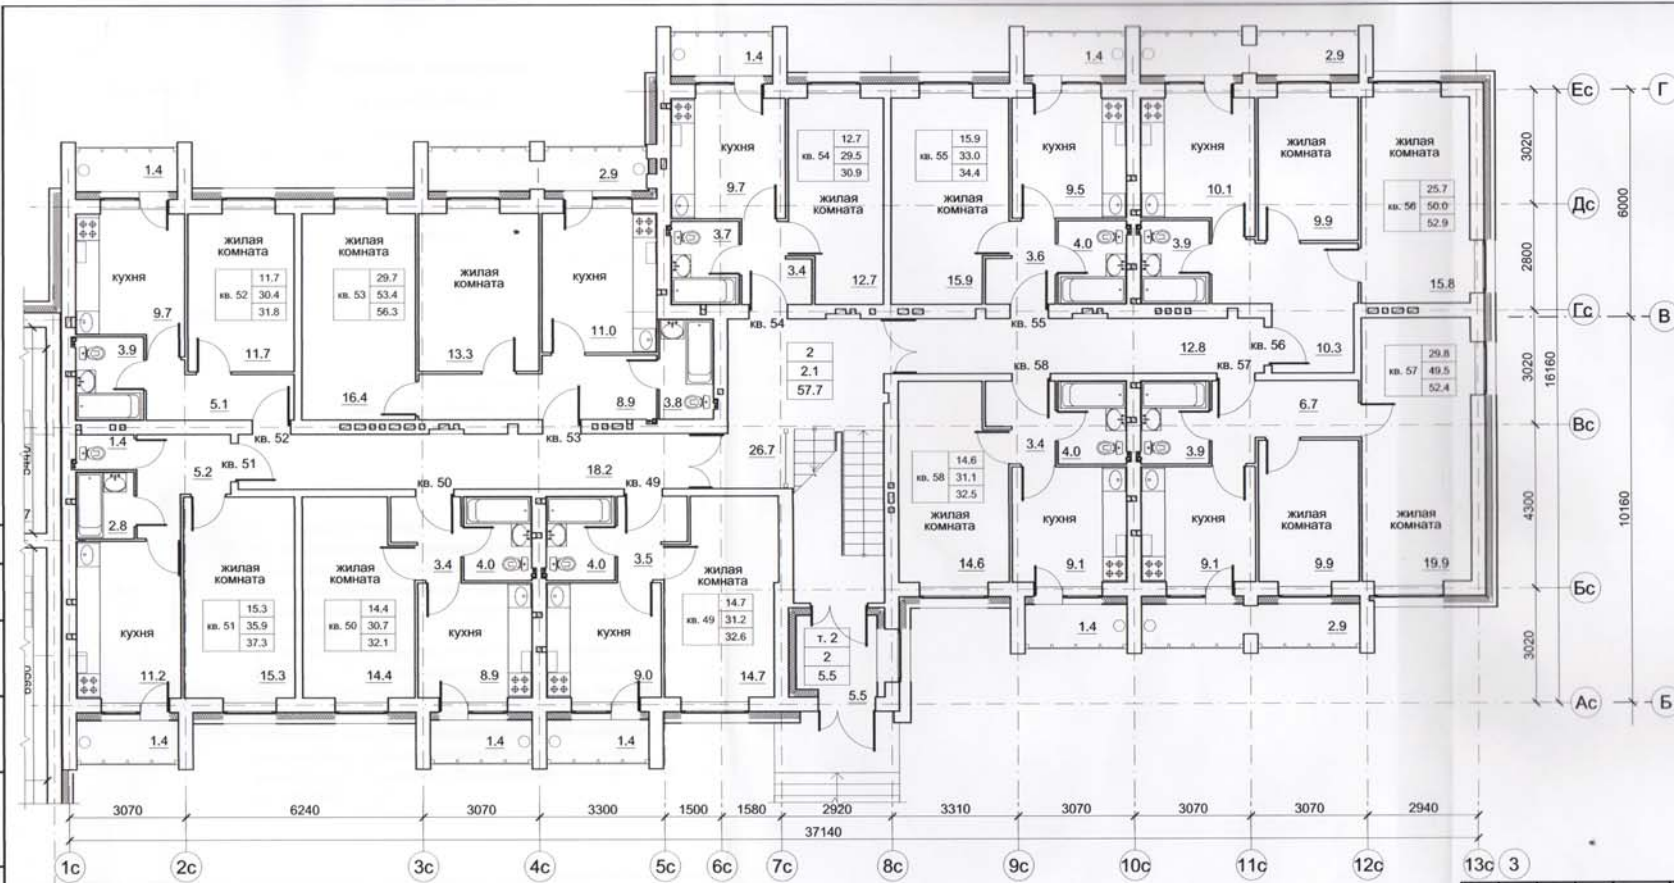 1.4
1.4
2.9
Ес
Г
1.4
2.9
кухня
9.7
кв. 54
12.7
29.5
30.9
жилая
комната
12.7
кв. 55
15.9
33.0
34.4
жилая
комната
15.9
кухня
9.5
кухня
10.1
жилая
комната
9.9
жилая
комната
кв. 56
25.7
50.0
52.9
15.8
3020
6000
Дс
2800
Гс
В
3.7
3.4
3.6
4.0
3.9
кухня
9.7
жилая
комната
кв. 52
11.7
30.4
31.8
11.7
жилая
комната
кв. 53
29.7
53.4
56.3
16.4
жилая
комната
13.3
кухня
11.0
3.9
5.1
8.9
3.8
кв. 54
кв. 55
кв. 56
12.8
10.3
2
2.1
57.7
кв. 58
кв. 57
кв. 57
29.8
49.5
52.4
3020
16160
6.7
1.4
кв. 52
кв. 53
Вс
5.2
кв. 51
18.2
26.7
кв. 50
кв. 49
2.8
3.4
4.0
4.0
3.5
кв. 58
14.6
31.1
32.5
жилая
комната
14.6
3.4
4.0
3.9
кухня
9.1
кухня
9.1
жилая
комната
9.9
жилая
комната
19.9
4300
10160
Бс
кухня
11.2
жилая
комната
кв. 51
15.3
35.9
37.3
15.3
жилая
комната
кв. 50
14.4
30.7
32.1
14.4
кухня
8.9
кухня
9.0
жилая
комната
кв. 49
14.7
31.2
32.6
14.7
т. 2
2
5.5
5.5
1.4
2.9
3020
Ас
Б
1.4
1.4
1.4
3070
6240
3070
3300
1500
1580
2920
3310
3070
3070
3070
2940
37140
1с
2с
3с
4с
5с
6с
7с
8с
9с
10с
11с
12с
13с
3